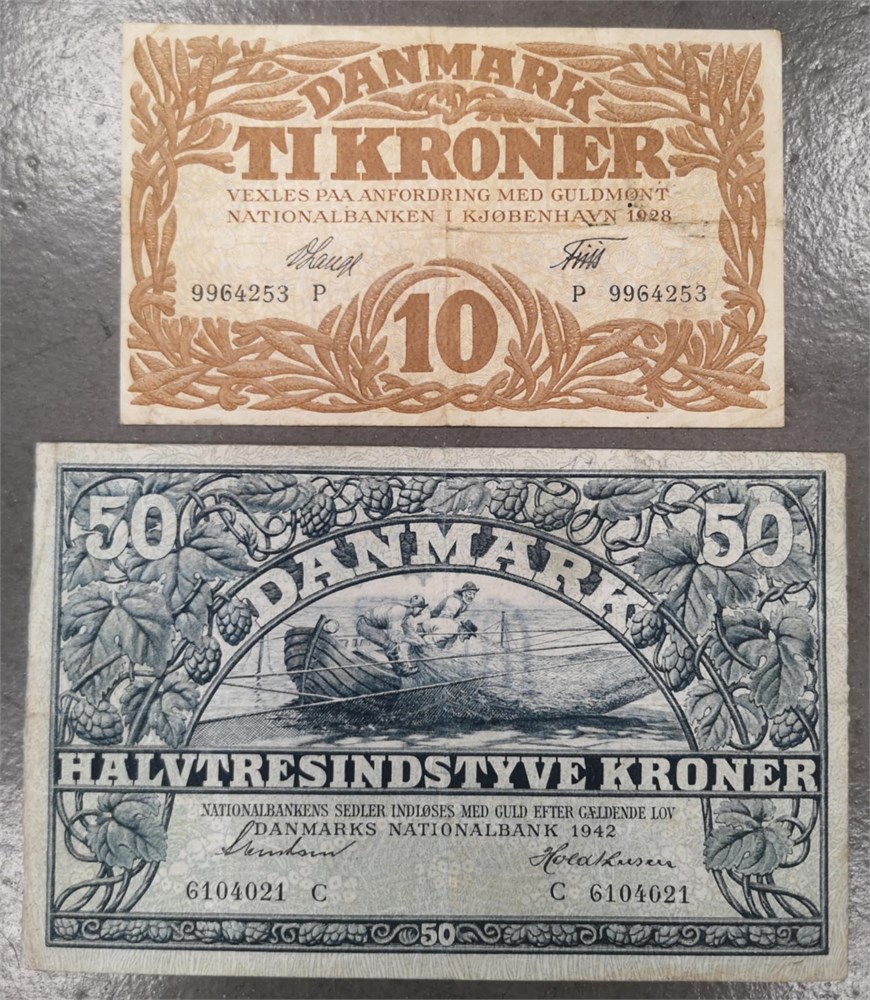 DANMARK
TI KRONER
VEXLES PAA ANFORDRING MED GULDMØNT
NATIONALBANKEN I KJØBENHAVN 1928
9964253 P P 9964253
10
50 50
DANMARK
HALVTRESINDSTYVE KRONER
NATIONALBANKENS SEDLER INDLØSES MED GULD EFTER GÆLDENDE LOV
DANMARKS NATIONALBANK 1942
6104021 C C 6104021
50